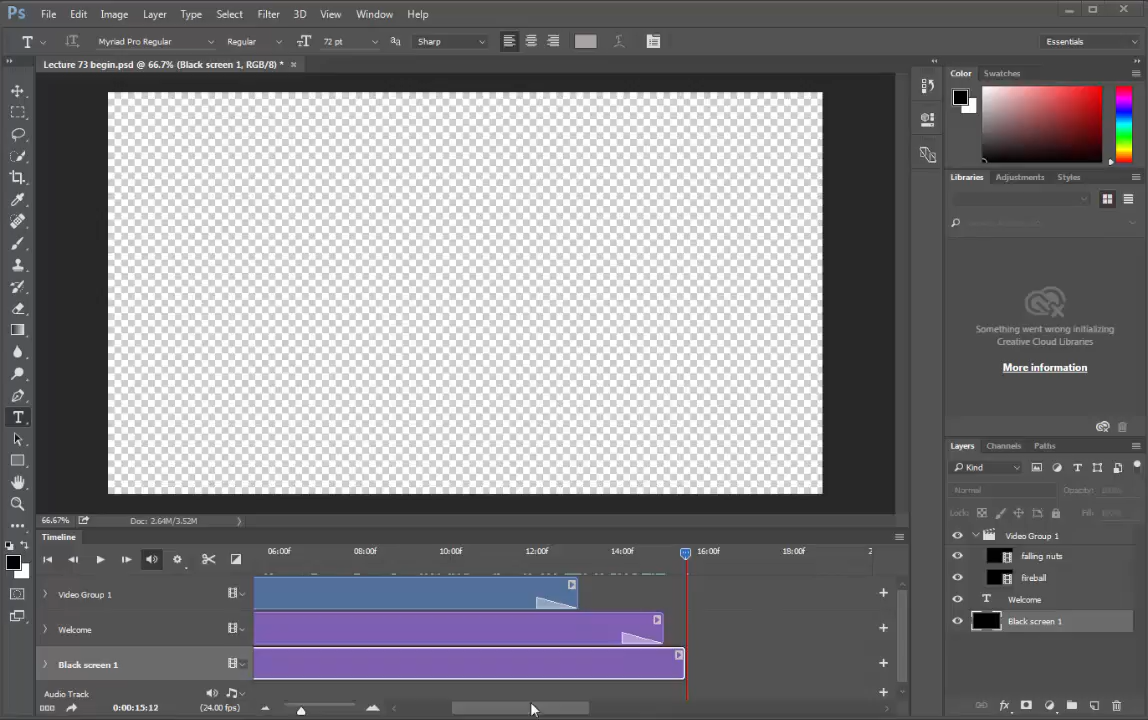 Ps File Edit Image Layer Type Select Filter 3D View Window Help
T Myriad Pro Regular Regular 72 pt Sharp Essentials
Lecture 73 begin.psd @ 66.7% (Black screen 1, RGB/8) *
Color Swatches
Libraries Adjustments Styles
Something went wrong initializing
Creative Cloud Libraries
More information
Layers Channels Paths
Kind
Normal Opacity: 100%
Lock: Fill: 100%
Video Group 1
falling nuts
fireball
T Welcome
Black screen 1
66.67% Doc: 2.64M/3.52M
Timeline
06:00f 08:00f 10:00f 12:00f 14:00f 16:00f 18:00f 2
Video Group 1
Welcome
Black screen 1
Audio Track
0:00:15:12 (24.00 fps)